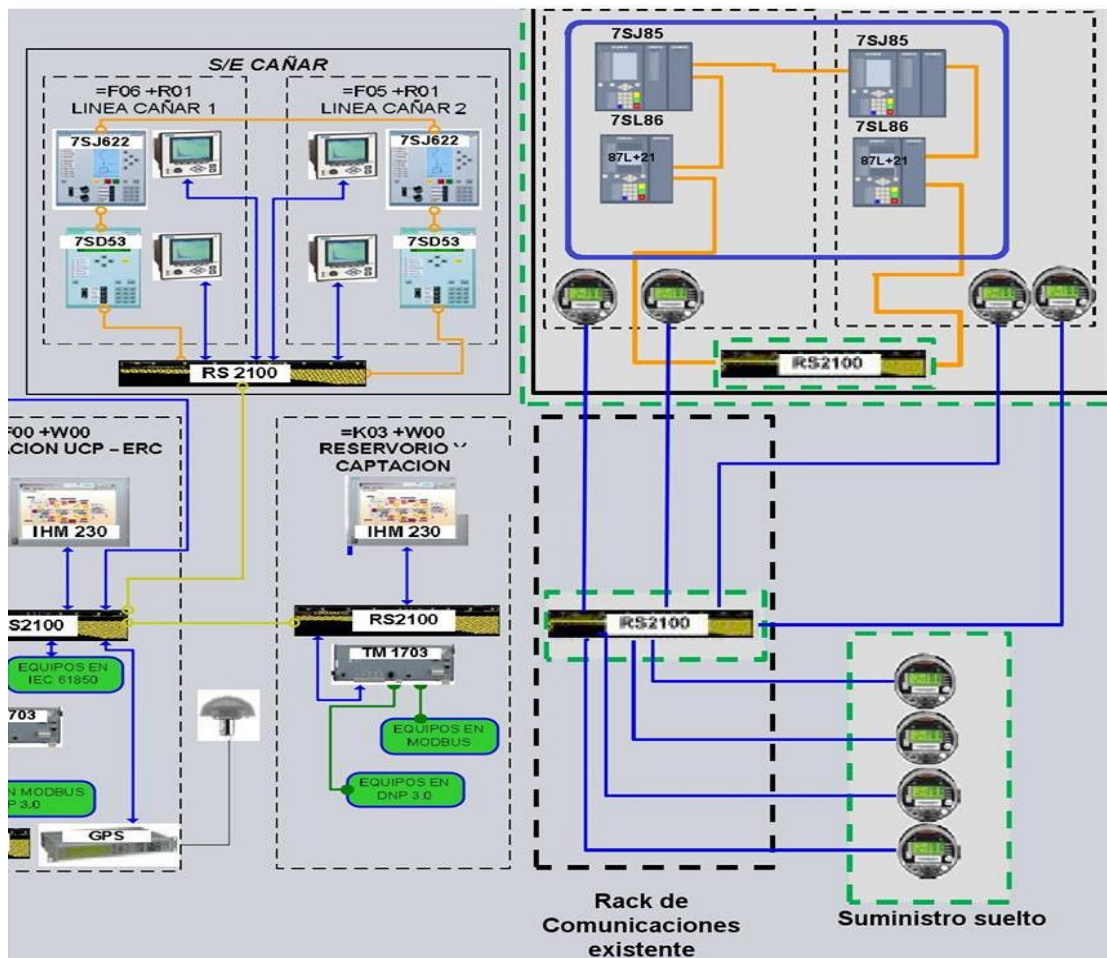 S/E CAÑAR
=F06 +R01
LINEA CAÑAR 1
=F05 +R01
LINEA CAÑAR 2
7SJ622
7SJ622
7SD53
7SD53
RS 2100
7SJ85
7SJ85
7SL86
7SL86
87L+21
87L+21
RS2100
F00 +W00
ACION UCP – ERC
IHM 230
S2100
EQUIPOS EN
IEC 61850
703
N MODBUS
P 3.0
GPS
=K03 +W00
RESERVORIO Y
CAPTACION
IHM 230
RS2100
TM 1703
EQUIPOS EN
MODBUS
EQUIPOS EN
DNP 3.0
RS2100
Rack de
Comunicaciones
existente
Suministro suelto